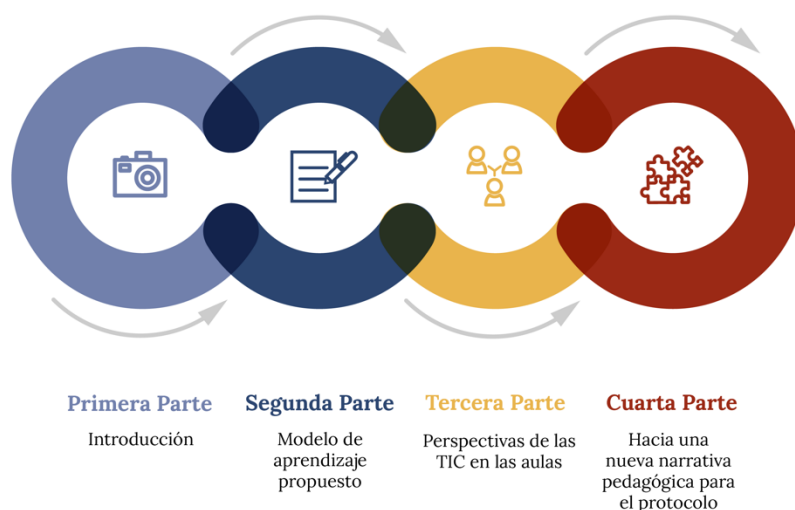 Primera Parte
Introducción
Segunda Parte
Modelo de
aprendizaje
propuesto
Tercera Parte
Perspectivas de las
TIC en las aulas
Cuarta Parte
Hacia una
nueva narrativa
pedagógica para
el protocolo